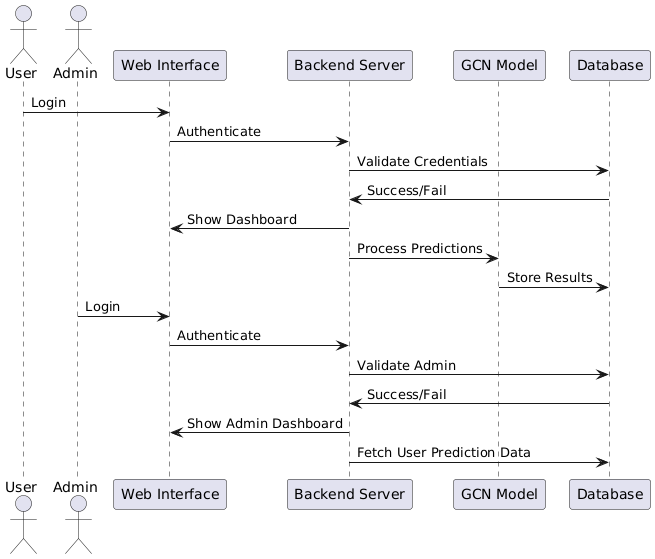 User
Admin
Web Interface
Backend Server
GCN Model
Database
Login
Authenticate
Validate Credentials
Success/Fail
Show Dashboard
Process Predictions
Store Results
Login
Authenticate
Validate Admin
Success/Fail
Show Admin Dashboard
Fetch User Prediction Data
User
Admin
Web Interface
Backend Server
GCN Model
Database